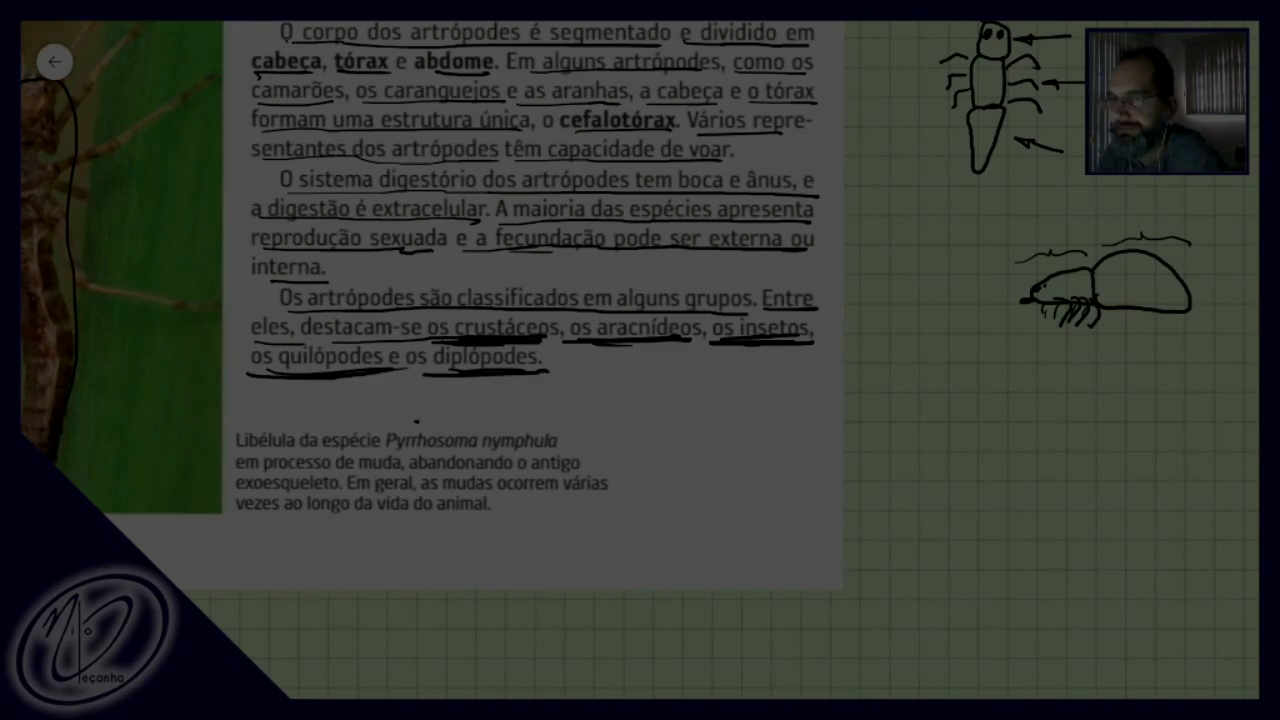 O corpo dos artrópodes é segmentado e dividido em
cabeça, tórax e abdome. Em alguns artrópodes, como os
camarões, os caranguejos e as aranhas, a cabeça e o tórax
formam uma estrutura única, o cefalotórax. Vários repre-
sentantes dos artrópodes têm capacidade de voar.
O sistema digestório dos artrópodes tem boca e ânus, e
a digestão é extracelular. A maioria das espécies apresenta
reprodução sexuada e a fecundação pode ser externa ou
interna.
Os artrópodes são classificados em alguns grupos. Entre
eles, destacam-se os crustáceos, os aracnídeos, os insetos,
os quilópodes e os diplópodes.
Libélula da espécie Pyrrhosoma nymphula
em processo de muda, abandonando o antigo
exoesqueleto. Em geral, as mudas ocorrem várias
vezes ao longo da vida do animal.